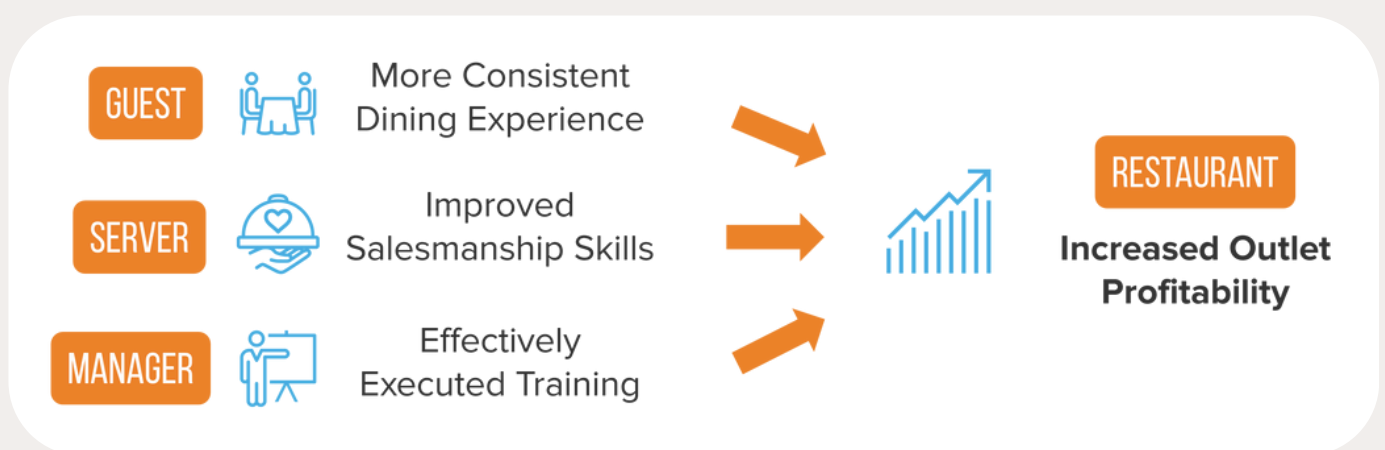 GUEST
More Consistent
Dining Experience
SERVER
Improved
Salesmanship Skills
MANAGER
Effectively
Executed Training
RESTAURANT
Increased Outlet
Profitability